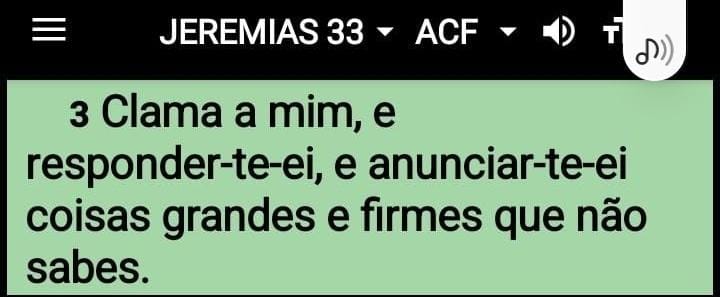 JEREMIAS 33 ACF
3 Clama a mim, e
responder-te-ei, e anunciar-te-ei
coisas grandes e firmes que não
sabes.